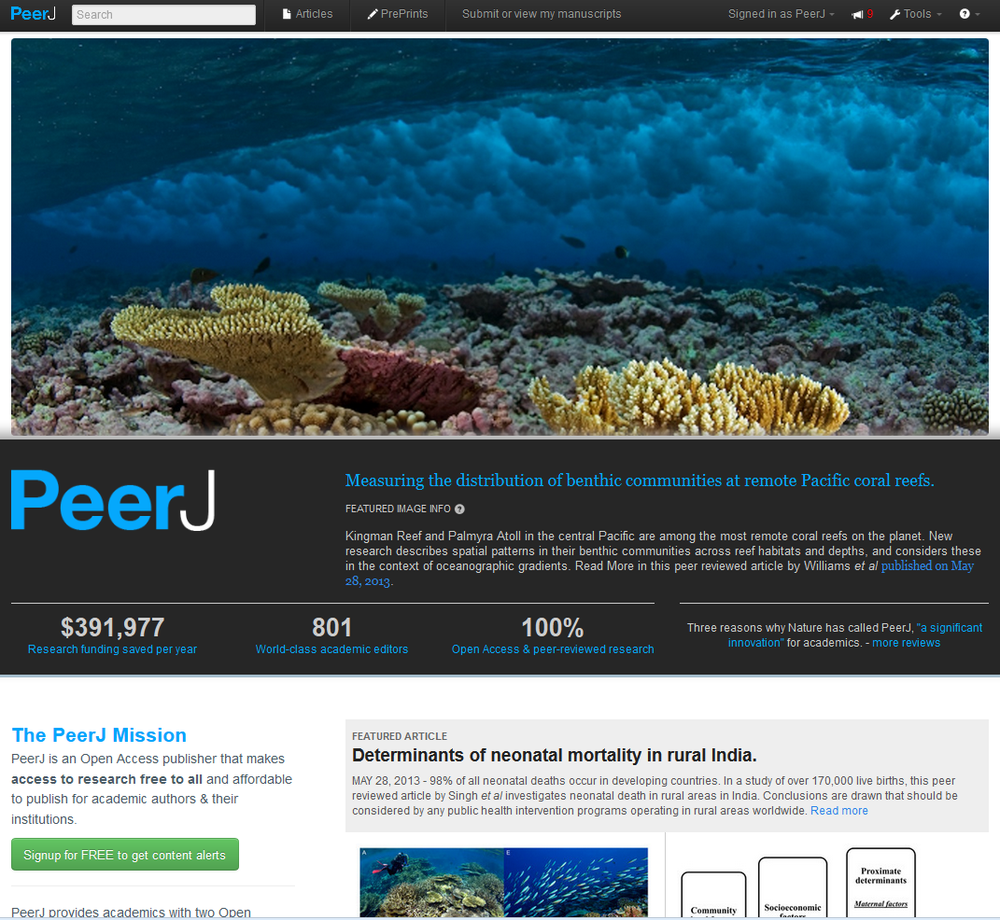 PeerJ
Search
Articles
PrePrints
Submit or view my manuscripts
Signed in as PeerJ
9
Tools
PeerJ
Measuring the distribution of benthic communities at remote Pacific coral reefs.
FEATURED IMAGE INFO
Kingman Reef and Palmyra Atoll in the central Pacific are among the most remote coral reefs on the planet. New
research describes spatial patterns in their benthic communities across reef habitats and depths, and considers these
in the context of oceanographic gradients. Read More in this peer reviewed article by Williams et al published on May
28, 2013.
$391,977
Research funding saved per year
801
World-class academic editors
100%
Open Access & peer-reviewed research
Three reasons why Nature has called PeerJ, "a significant
innovation" for academics. - more reviews
The PeerJ Mission
PeerJ is an Open Access publisher that makes
access to research free to all and affordable
to publish for academic authors & their
institutions.
Signup for FREE to get content alerts
PeerJ provides academics with two Open
FEATURED ARTICLE
Determinants of neonatal mortality in rural India.
MAY 28, 2013 - 98% of all neonatal deaths occur in developing countries. In a study of over 170,000 live births, this peer
reviewed article by Singh et al investigates neonatal death in rural areas in India. Conclusions are drawn that should be
considered by any public health intervention programs operating in rural areas worldwide. Read more
A
E
Community
Socioeconomic
Proximate
determinants
Maternal factors